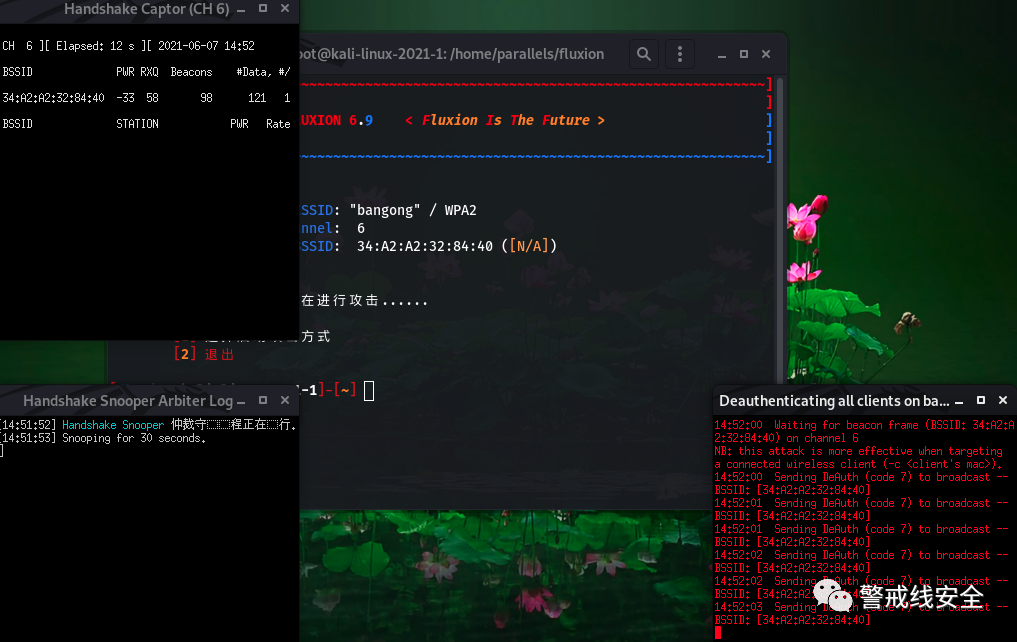 Handshake Captor (CH 6)
CH 6 ][ Elapsed: 12 s ][ 2021-06-07 14:52
BSSID PWR RXQ Beacons #Data, #/
34:A2:A2:32:84:40 -33 58 98 121 1
BSSID STATION PWR Rate
oot@kali-linux-2021-1: /home/parallels/fluxion
UXION 6.9 < Fluxion Is The Future >
SSID: "bangong" / WPA2
nnel: 6
SSID: 34:A2:A2:32:84:40 ([N/A])
在进行攻击......
方式
[2] 退出
-1]-[~]
Handshake Snooper Arbiter Log
[14:51:52] Handshake Snooper 仲裁守程正在行.
[14:51:53] Snooping for 30 seconds.
Deauthenticating all clients on ba...
14:52:00 Waiting for beacon frame (BSSID: 34:A2:A
2:32:84:40) on channel 6
NB: this attack is more effective when targeting
a connected wireless client (-c <client's mac>).
14:52:00 Sending DeAuth (code 7) to broadcast --
BSSID: [34:A2:A2:32:84:40]
14:52:01 Sending DeAuth (code 7) to broadcast --
BSSID: [34:A2:A2:32:84:40]
14:52:01 Sending DeAuth (code 7) to broadcast --
BSSID: [34:A2:A2:32:84:40]
14:52:02 Sending DeAuth (code 7) to broadcast --
BSSID: [34:A2:A2:32:84:40]
14:52:02 Sending DeAuth (code 7) to broadcast --
BSSID: [34:A2:A2:32:84:40]
14:52:03 Sending (code 7) to broadcast --
BSSID: [34:A2:A2:32:84:40]
警戒线安全